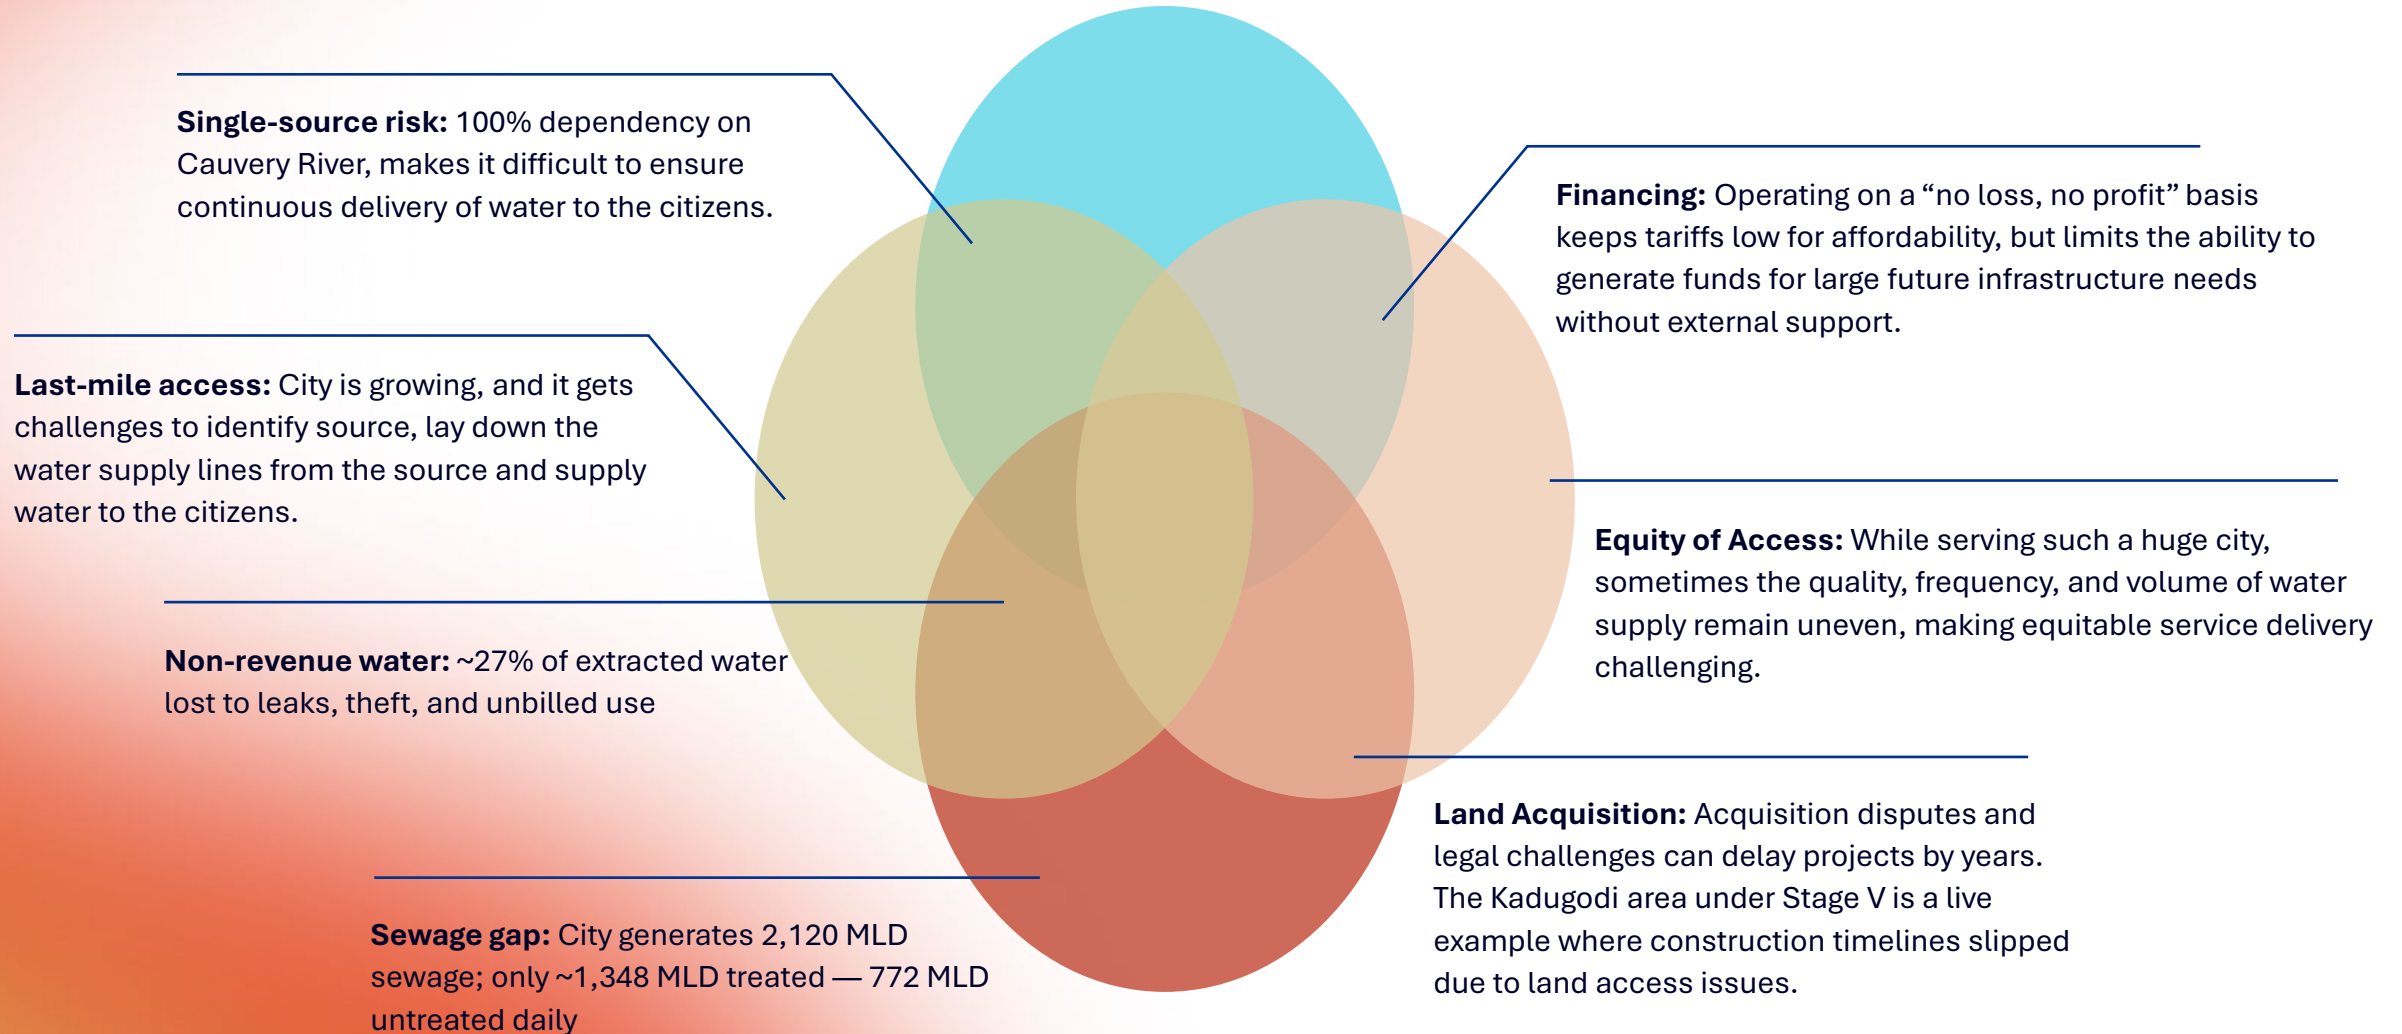 Single-source risk: 100% dependency on
Cauvery River, makes it difficult to ensure
continuous delivery of water to the citizens.
Financing: Operating on a “no loss, no profit” basis
keeps tariffs low for affordability, but limits the ability to
generate funds for large future infrastructure needs
without external support.
Last-mile access: City is growing, and it gets
challenges to identify source, lay down the
water supply lines from the source and supply
water to the citizens.
Equity of Access: While serving such a huge city,
sometimes the quality, frequency, and volume of water
supply remain uneven, making equitable service delivery
challenging.
Non-revenue water: ~27% of extracted water
lost to leaks, theft, and unbilled use
Land Acquisition: Acquisition disputes and
legal challenges can delay projects by years.
The Kadugodi area under Stage V is a live
example where construction timelines slipped
due to land access issues.
Sewage gap: City generates 2,120 MLD
sewage; only ~1,348 MLD treated — 772 MLD
untreated daily